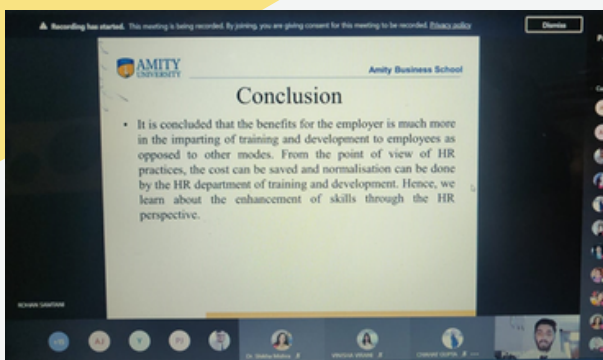 Recording has started. This meeting is being recorded. By joining, you are giving consent for this meeting to be recorded. Privacy policy
Dismiss
AMITY
UNIVERSITY
Amity Business School
Conclusion
• It is concluded that the benefits for the employer is much more
in the imparting of training and development to employees as
opposed to other modes. From the point of view of HR
practices, the cost can be saved and normalisation can be done
by the HR department of training and development. Hence, we
learn about the enhancement of skills through the HR
perspective.
ROHAN SAMTANI
AJ
Y
PJ